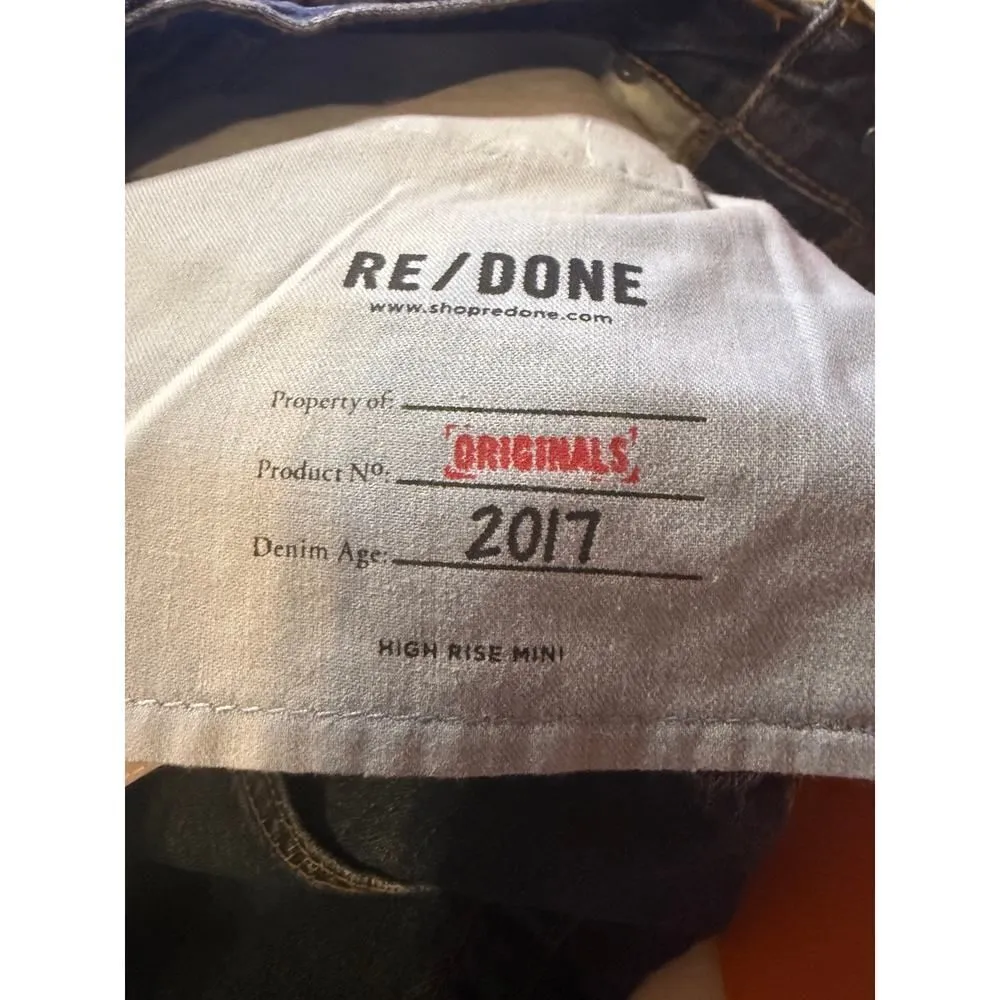 RE/DONE
www.shopredone.com
Property of:
Product Nº: ORIGINALS
Denim Age: 2017
HIGH RISE MINI